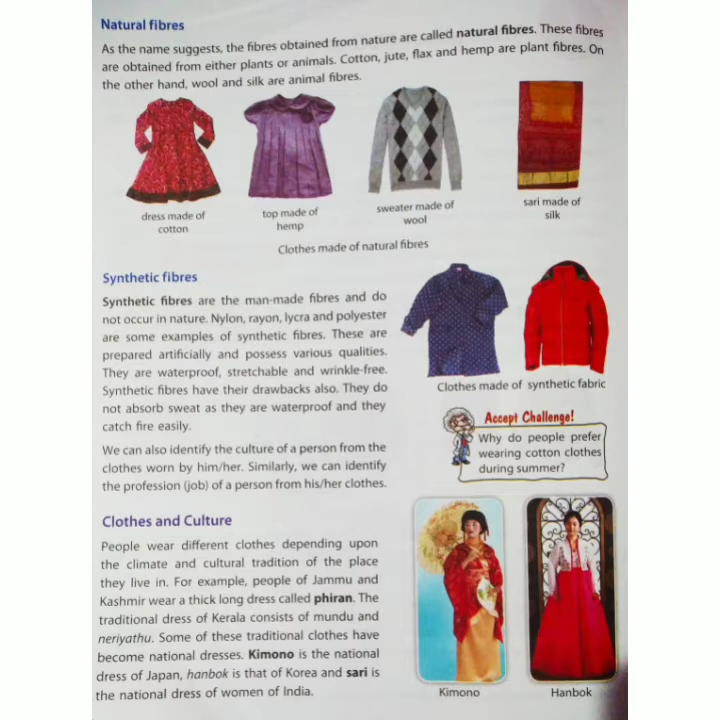 Natural fibres
As the name suggests, the fibres obtained from nature are called natural fibres. These fibres
are obtained from either plants or animals. Cotton, jute, flax and hemp are plant fibres. On
the other hand, wool and silk are animal fibres.
dress made of
cotton
top made of
hemp
sweater made of
wool
sari made of
silk
Clothes made of natural fibres
Synthetic fibres
Synthetic fibres are the man-made fibres and do
not occur in nature. Nylon, rayon, lycra and polyester
are some examples of synthetic fibres. These are
prepared artificially and possess various qualities.
They are waterproof, stretchable and wrinkle-free.
Synthetic fibres have their drawbacks also. They do
not absorb sweat as they are waterproof and they
catch fire easily.
We can also identify the culture of a person from the
clothes worn by him/her. Similarly, we can identify
the profession (job) of a person from his/her clothes.
Clothes made of synthetic fabric
Accept Challenge!
Why do people prefer
wearing cotton clothes
during summer?
Clothes and Culture
People wear different clothes depending upon
the climate and cultural tradition of the place
they live in. For example, people of Jammu and
Kashmir wear a thick long dress called phiran. The
traditional dress of Kerala consists of mundu and
neriyathu. Some of these traditional clothes have
become national dresses. Kimono is the national
dress of Japan, hanbok is that of Korea and sari is
the national dress of women of India.
Kimono
Hanbok